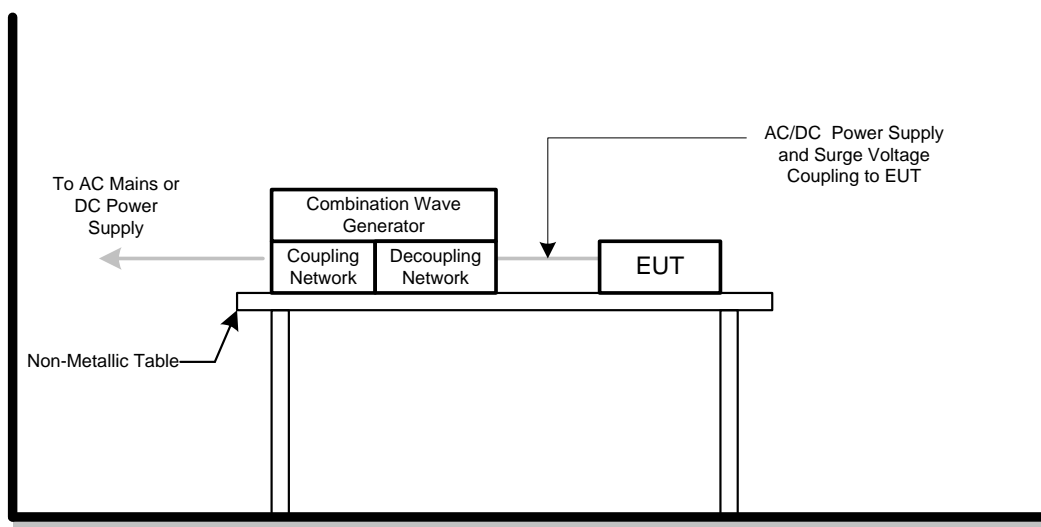 To AC Mains or
DC Power
Supply
Combination Wave
Generator
Coupling
Network
Decoupling
Network
AC/DC Power Supply
and Surge Voltage
Coupling to EUT
EUT
Non-Metallic Table